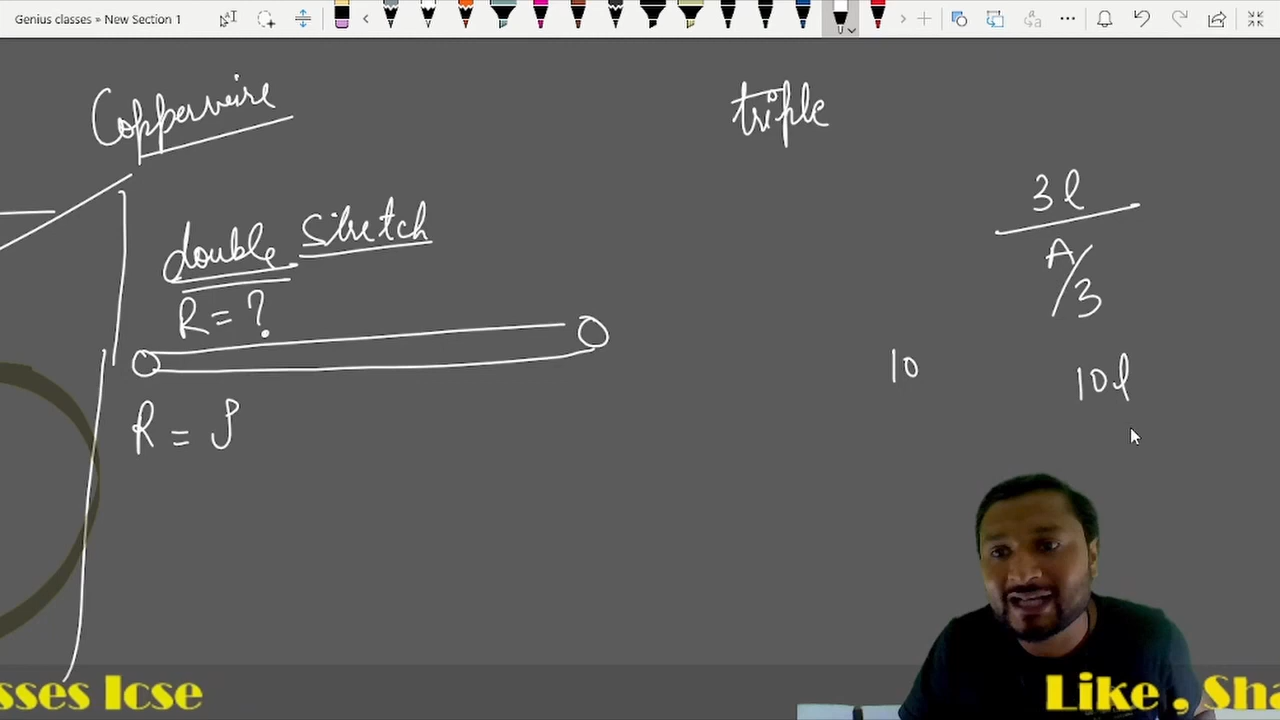 Genius classes » New Section 1
Copperwire
triple
double stretch
R = ?
R = ρ
3l
A/3
10
10l
sses Icse
Like , Sha